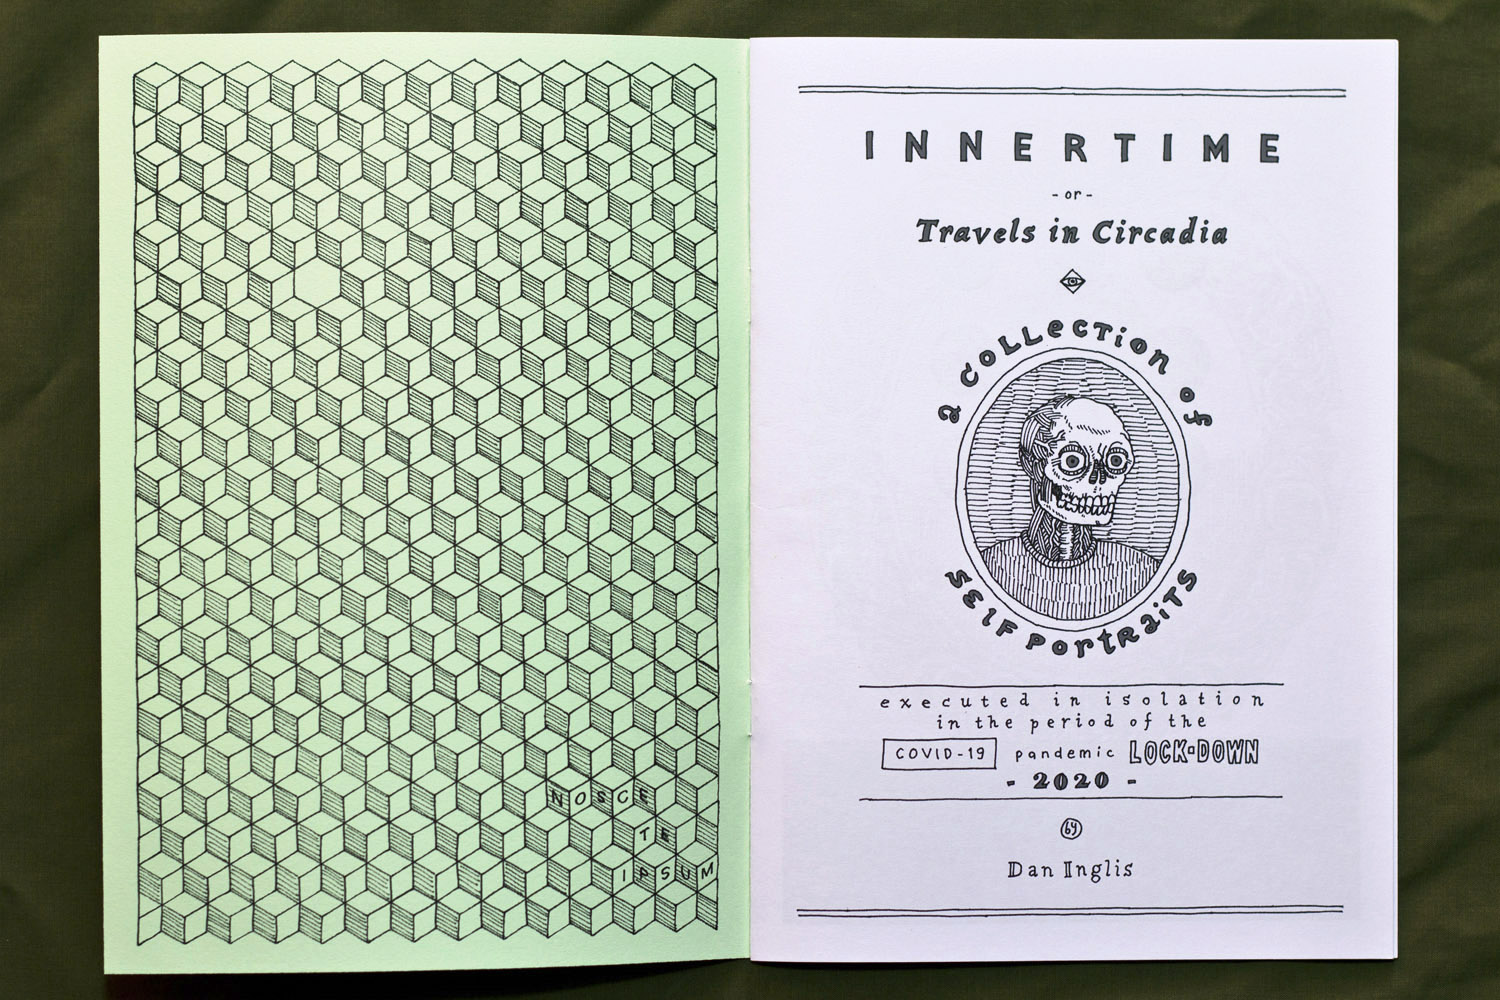 NOSCE
TE
IPSUM
INNERTIME
- or -
Travels in Circadia
a coLLecTion of
SElF PortRaiTS
executed in isolation
in the period of the
COVID-19 pandemic LOCK-DOWN
- 2020 -
by
Dan Inglis